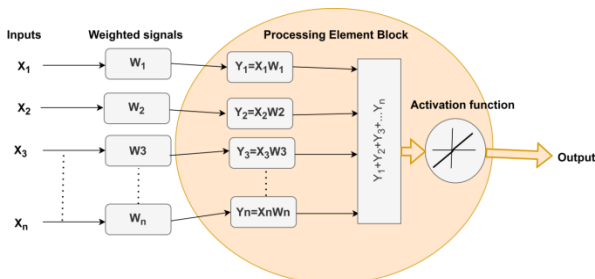 Inputs Weighted signals Processing Element Block
X₁ W₁ Y₁=X₁W₁
X₂ W₂ Y₂=X₂W2
X₃ W3 Y₃=X₃W3
Xn Wn Yn=XnWn
Y₁+Y₂+Y₃+...Yn
Activation function
Output